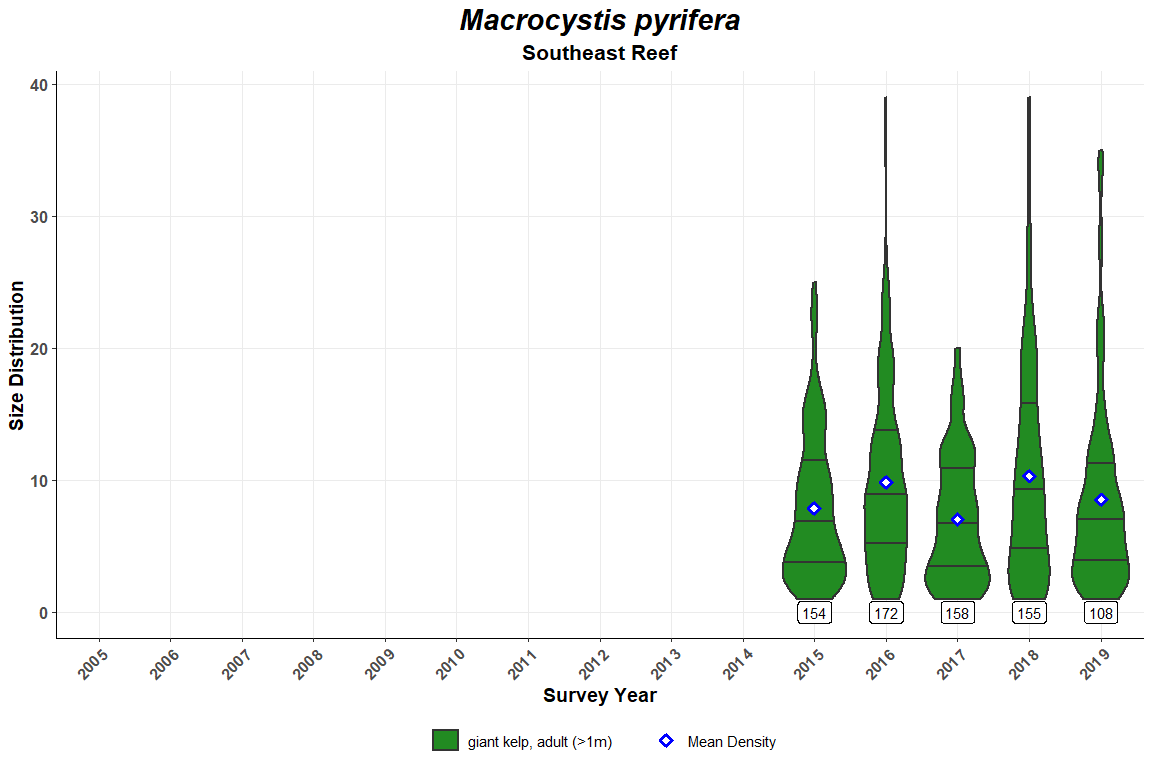 Macrocystis pyrifera
Southeast Reef
Size Distribution
40
30
20
10
0
154 172 158 155 108
2005 2006 2007 2008 2009 2010 2011 2012 2013 2014 2015 2016 2017 2018 2019
Survey Year
giant kelp, adult (>1m) Mean Density